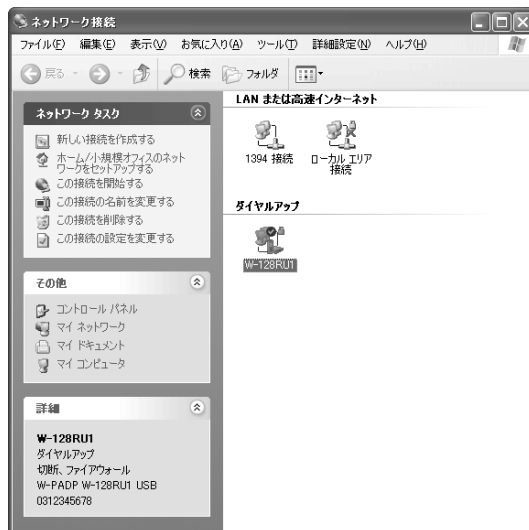 ネットワーク接続
ファイル(F) 編集(E) 表示(V) お気に入り(A) ツール(T) 詳細設定(N) ヘルプ(H)
戻る 検索 フォルダ
ネットワーク タスク
新しい接続を作成する
ホーム/小規模オフィスのネット
ワークをセットアップする
この接続を開始する
この接続の名前を変更する
この接続を削除する
この接続の設定を変更する
その他
コントロール パネル
マイ ネットワーク
マイ ドキュメント
マイ コンピュータ
詳細
W-128RU1
ダイヤルアップ
切断、ファイアウォール
W-PADP W-128RU1 USB
0312345678
LAN または高速インターネット
1394 接続
ローカル エリア
接続
ダイヤルアップ
W-128RU1